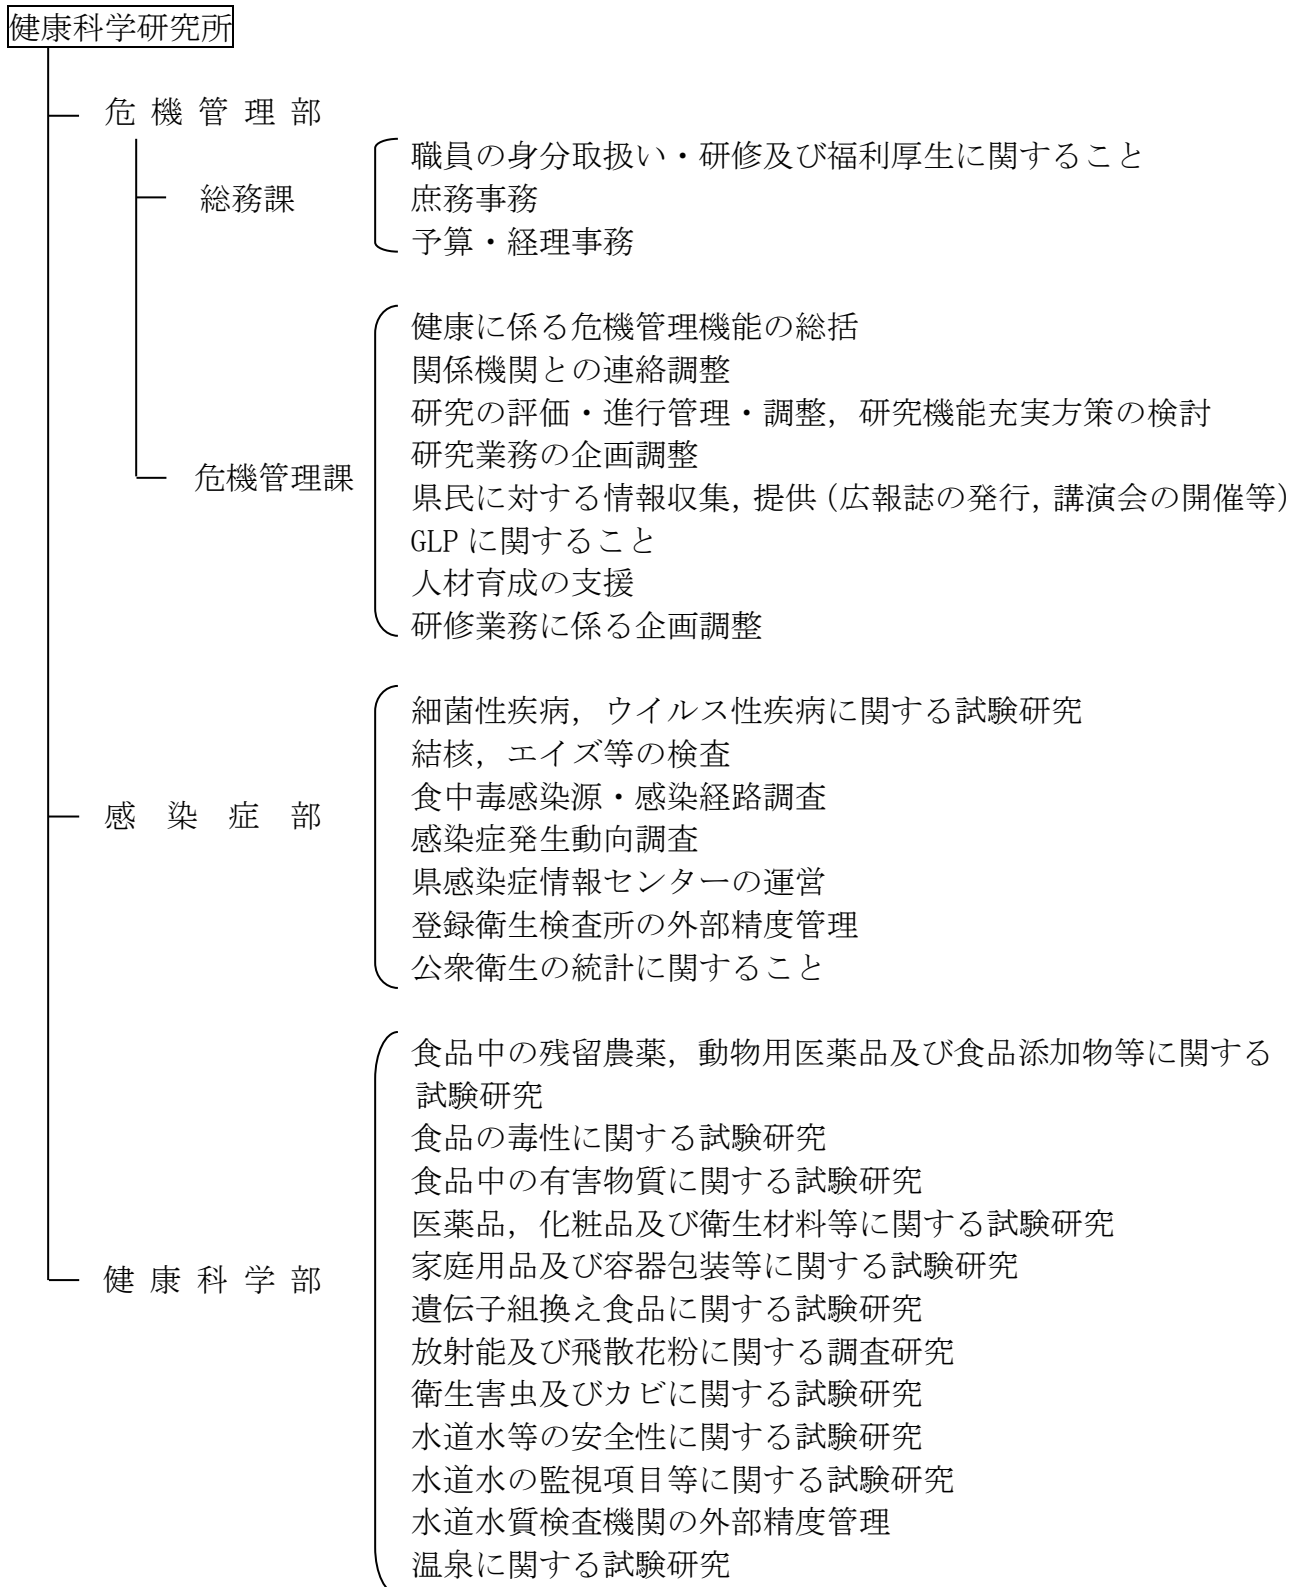 健康科学研究所
危機管理部
職員の身分取扱い・研修及び福利厚生に関すること
総務課
庶務事務
予算・経理事務
健康に係る危機管理機能の総括
関係機関との連絡調整
研究の評価・進行管理・調整，研究機能充実方策の検討
研究業務の企画調整
危機管理課
県民に対する情報収集，提供（広報誌の発行，講演会の開催等）
GLPに関すること
人材育成の支援
研修業務に係る企画調整
細菌性疾病，ウイルス性疾病に関する試験研究
結核，エイズ等の検査
食中毒感染源・感染経路調査
感染症部
感染症発生動向調査
県感染症情報センターの運営
登録衛生検査所の外部精度管理
公衆衛生の統計に関すること
食品中の残留農薬，動物用医薬品及び食品添加物等に関する
試験研究
食品の毒性に関する試験研究
食品中の有害物質に関する試験研究
医薬品，化粧品及び衛生材料等に関する試験研究
家庭用品及び容器包装等に関する試験研究
健康科学部
遺伝子組換え食品に関する試験研究
放射能及び飛散花粉に関する調査研究
衛生害虫及びカビに関する試験研究
水道水等の安全性に関する試験研究
水道水の監視項目等に関する試験研究
水道水質検査機関の外部精度管理
温泉に関する試験研究